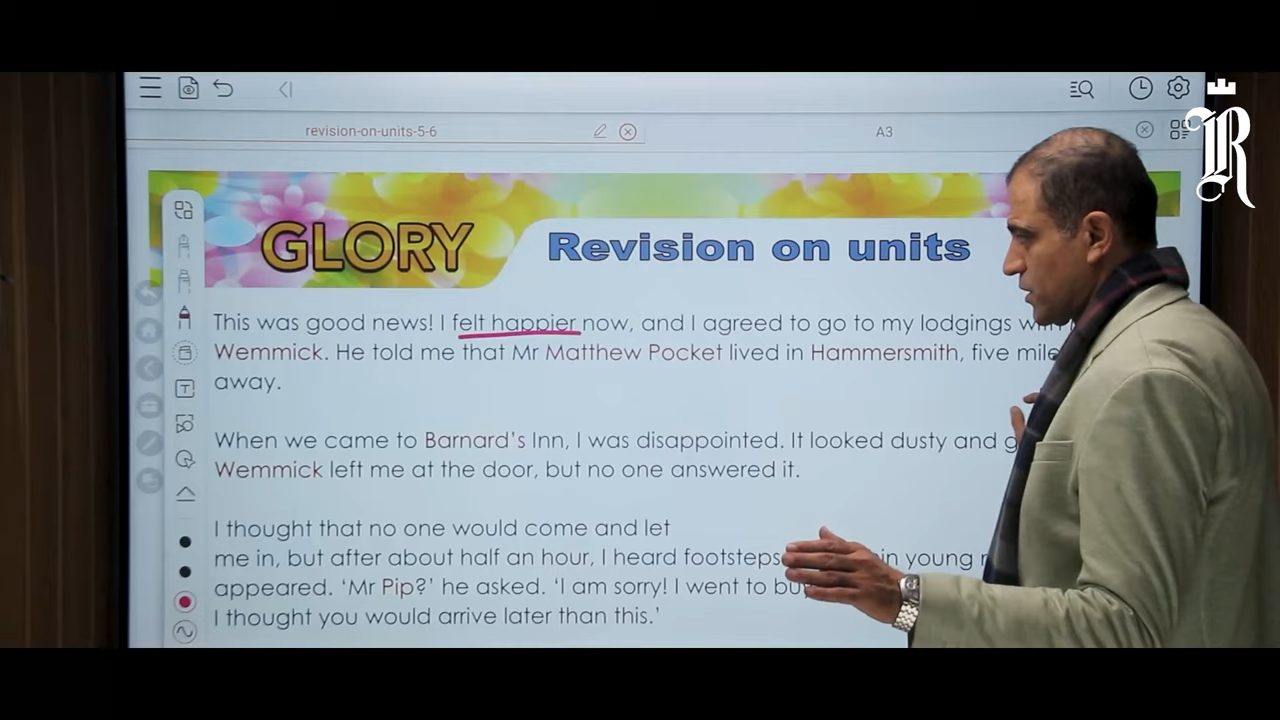 R
revision-on-units-5-6
A3
GLORY
Revision on units
This was good news! I felt happier now, and I agreed to go to my lodgings
Wemmick. He told me that Mr Matthew Pocket lived in Hammersmith, five
away.
When we came to Barnard's Inn, I was disappointed. It looked dusty and
Wemmick left me at the door, but no one answered it.
I thought that no one would come and let
me in, but after about half an hour, I heard footsteps young
appeared. 'Mr Pip?' he asked. 'I am sorry! I went to
I thought you would arrive later than this.'